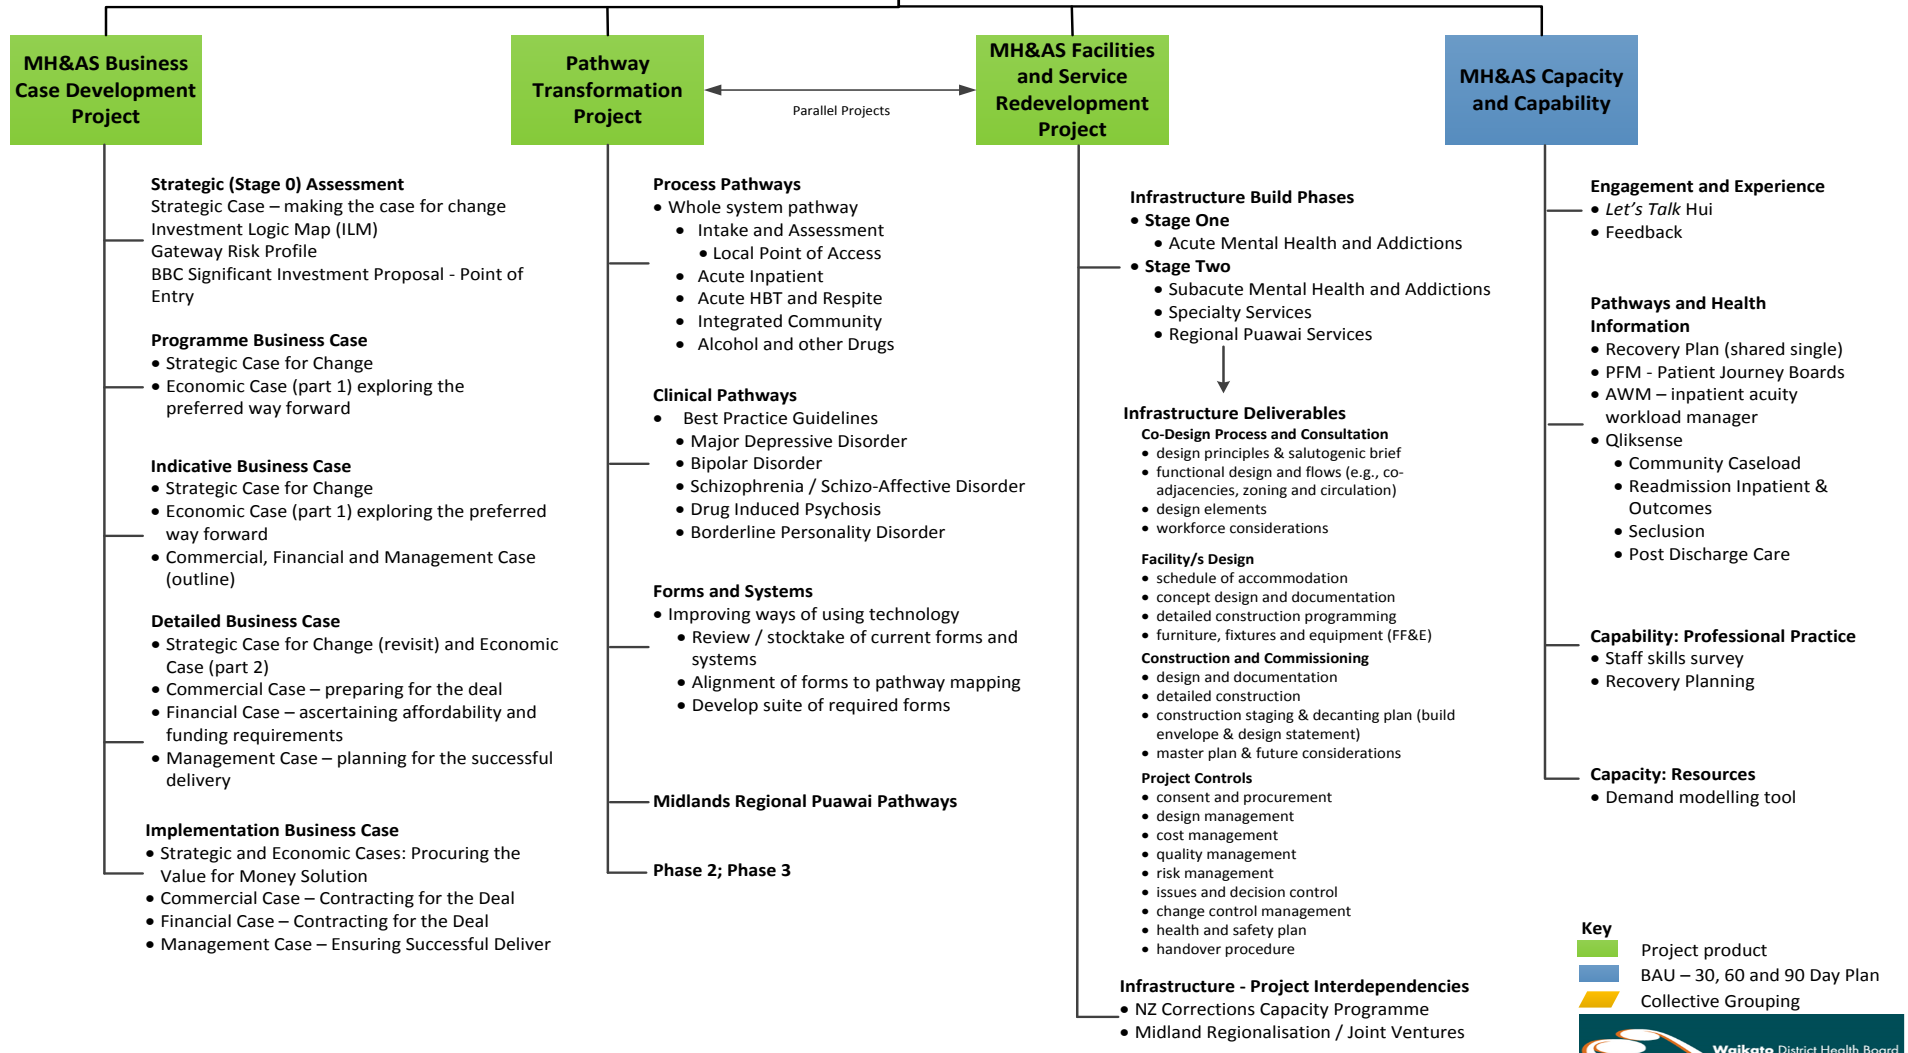 MH&AS Business
Case Development
Project
Pathway
Transformation
Project
Parallel Projects
MH&AS Facilities
and Service
Redevelopment
Project
MH&AS Capacity
and Capability
Strategic (Stage 0) Assessment
Strategic Case – making the case for change
Investment Logic Map (ILM)
Gateway Risk Profile
BBC Significant Investment Proposal - Point of
Entry
Programme Business Case
• Strategic Case for Change
• Economic Case (part 1) exploring the
preferred way forward
Indicative Business Case
• Strategic Case for Change
• Economic Case (part 1) exploring the preferred
way forward
• Commercial, Financial and Management Case
(outline)
Detailed Business Case
• Strategic Case for Change (revisit) and Economic
Case (part 2)
• Commercial Case – preparing for the deal
• Financial Case – ascertaining affordability and
funding requirements
• Management Case – planning for the successful
delivery
Implementation Business Case
• Strategic and Economic Cases: Procuring the
Value for Money Solution
• Commercial Case – Contracting for the Deal
• Financial Case – Contracting for the Deal
• Management Case – Ensuring Successful Deliver
Process Pathways
• Whole system pathway
• Intake and Assessment
• Local Point of Access
• Acute Inpatient
• Acute HBT and Respite
• Integrated Community
• Alcohol and other Drugs
Clinical Pathways
• Best Practice Guidelines
• Major Depressive Disorder
• Bipolar Disorder
• Schizophrenia / Schizo-Affective Disorder
• Drug Induced Psychosis
• Borderline Personality Disorder
Forms and Systems
• Improving ways of using technology
• Review / stocktake of current forms and
systems
• Alignment of forms to pathway mapping
• Develop suite of required forms
Midlands Regional Puawai Pathways
Phase 2; Phase 3
Infrastructure Build Phases
• Stage One
• Acute Mental Health and Addictions
• Stage Two
• Subacute Mental Health and Addictions
• Specialty Services
• Regional Puawai Services
Infrastructure Deliverables
Co-Design Process and Consultation
• design principles & salutogenic brief
• functional design and flows (e.g., co-
adjacencies, zoning and circulation)
• design elements
• workforce considerations
Facility/s Design
• schedule of accommodation
• concept design and documentation
• detailed construction programming
• furniture, fixtures and equipment (FF&E)
Construction and Commissioning
• design and documentation
• detailed construction
• construction staging & decanting plan (build
envelope & design statement)
• master plan & future considerations
Project Controls
• consent and procurement
• design management
• cost management
• quality management
• risk management
• issues and decision control
• change control management
• health and safety plan
• handover procedure
Infrastructure - Project Interdependencies
• NZ Corrections Capacity Programme
• Midland Regionalisation / Joint Ventures
Engagement and Experience
• Let's Talk Hui
• Feedback
Pathways and Health
Information
• Recovery Plan (shared single)
• PFM - Patient Journey Boards
• AWM – inpatient acuity
workload manager
• Qliksense
• Community Caseload
• Readmission Inpatient &
Outcomes
• Seclusion
• Post Discharge Care
Capability: Professional Practice
• Staff skills survey
• Recovery Planning
Capacity: Resources
• Demand modelling tool
Key
Project product
BAU – 30, 60 and 90 Day Plan
Collective Grouping
Waikato District Health Board